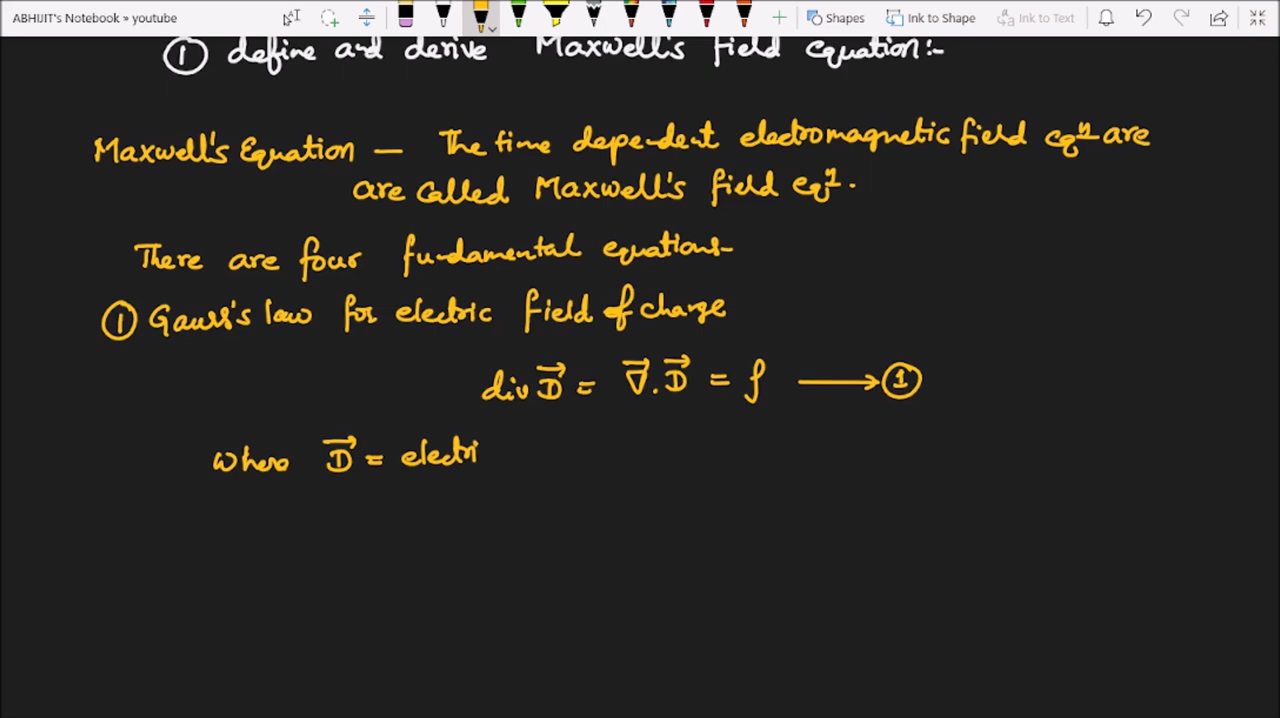 ABHIJIT's Notebook » youtube
Shapes
Ink to Shape
Ink to Text
① define and derive Maxwell's field equation:-
Maxwell's Equation — The time dependent electromagnetic field eqⁿ are
are called Maxwell's field eqⁿ.
There are four fundamental equations-
① Gauss's law for electric field of charge
div D⃗ = ∇⃗. D⃗ = ρ ⟶ ①
where D⃗ = electri